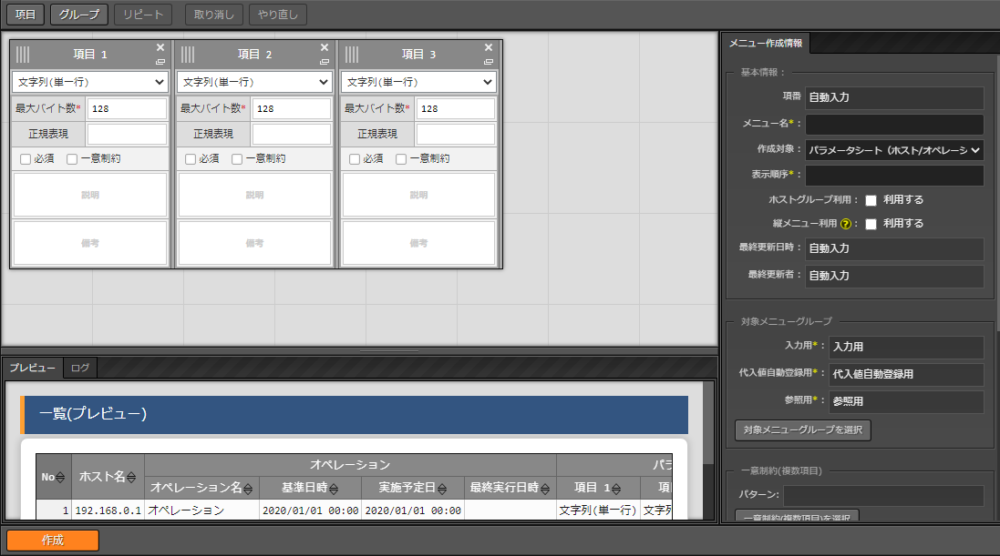 項目 グループ リピート 取り消し やり直し
項目 1 項目 2 項目 3
文字列(単一行) 文字列(単一行) 文字列(単一行)
最大バイト数* 128 最大バイト数* 128 最大バイト数* 128
正規表現 正規表現 正規表現
必須 一意制約 必須 一意制約 必須 一意制約
説明 説明 説明
備考 備考 備考
メニュー作成情報
基本情報 :
項番 自動入力
メニュー名* :
作成対象 : パラメータシート（ホスト/オペレーシ
表示順序* :
ホストグループ利用 : 利用する
縦メニュー利用 ? : 利用する
最終更新日時 : 自動入力
最終更新者 : 自動入力
対象メニューグループ
入力用* : 入力用
代入値自動登録用* : 代入値自動登録用
参照用* : 参照用
対象メニューグループを選択
一意制約(複数項目)
パターン:
一意制約(複数項目)を選択
プレビュー ログ
一覧(プレビュー)
オペレーション パラ
No ホスト名 オペレーション名 基準日時 実施予定日 最終実行日時 項目 1 項
1 192.168.0.1 オペレーション 2020/01/01 00:00 2020/01/01 00:00 文字列(単一行) 文字列
作成